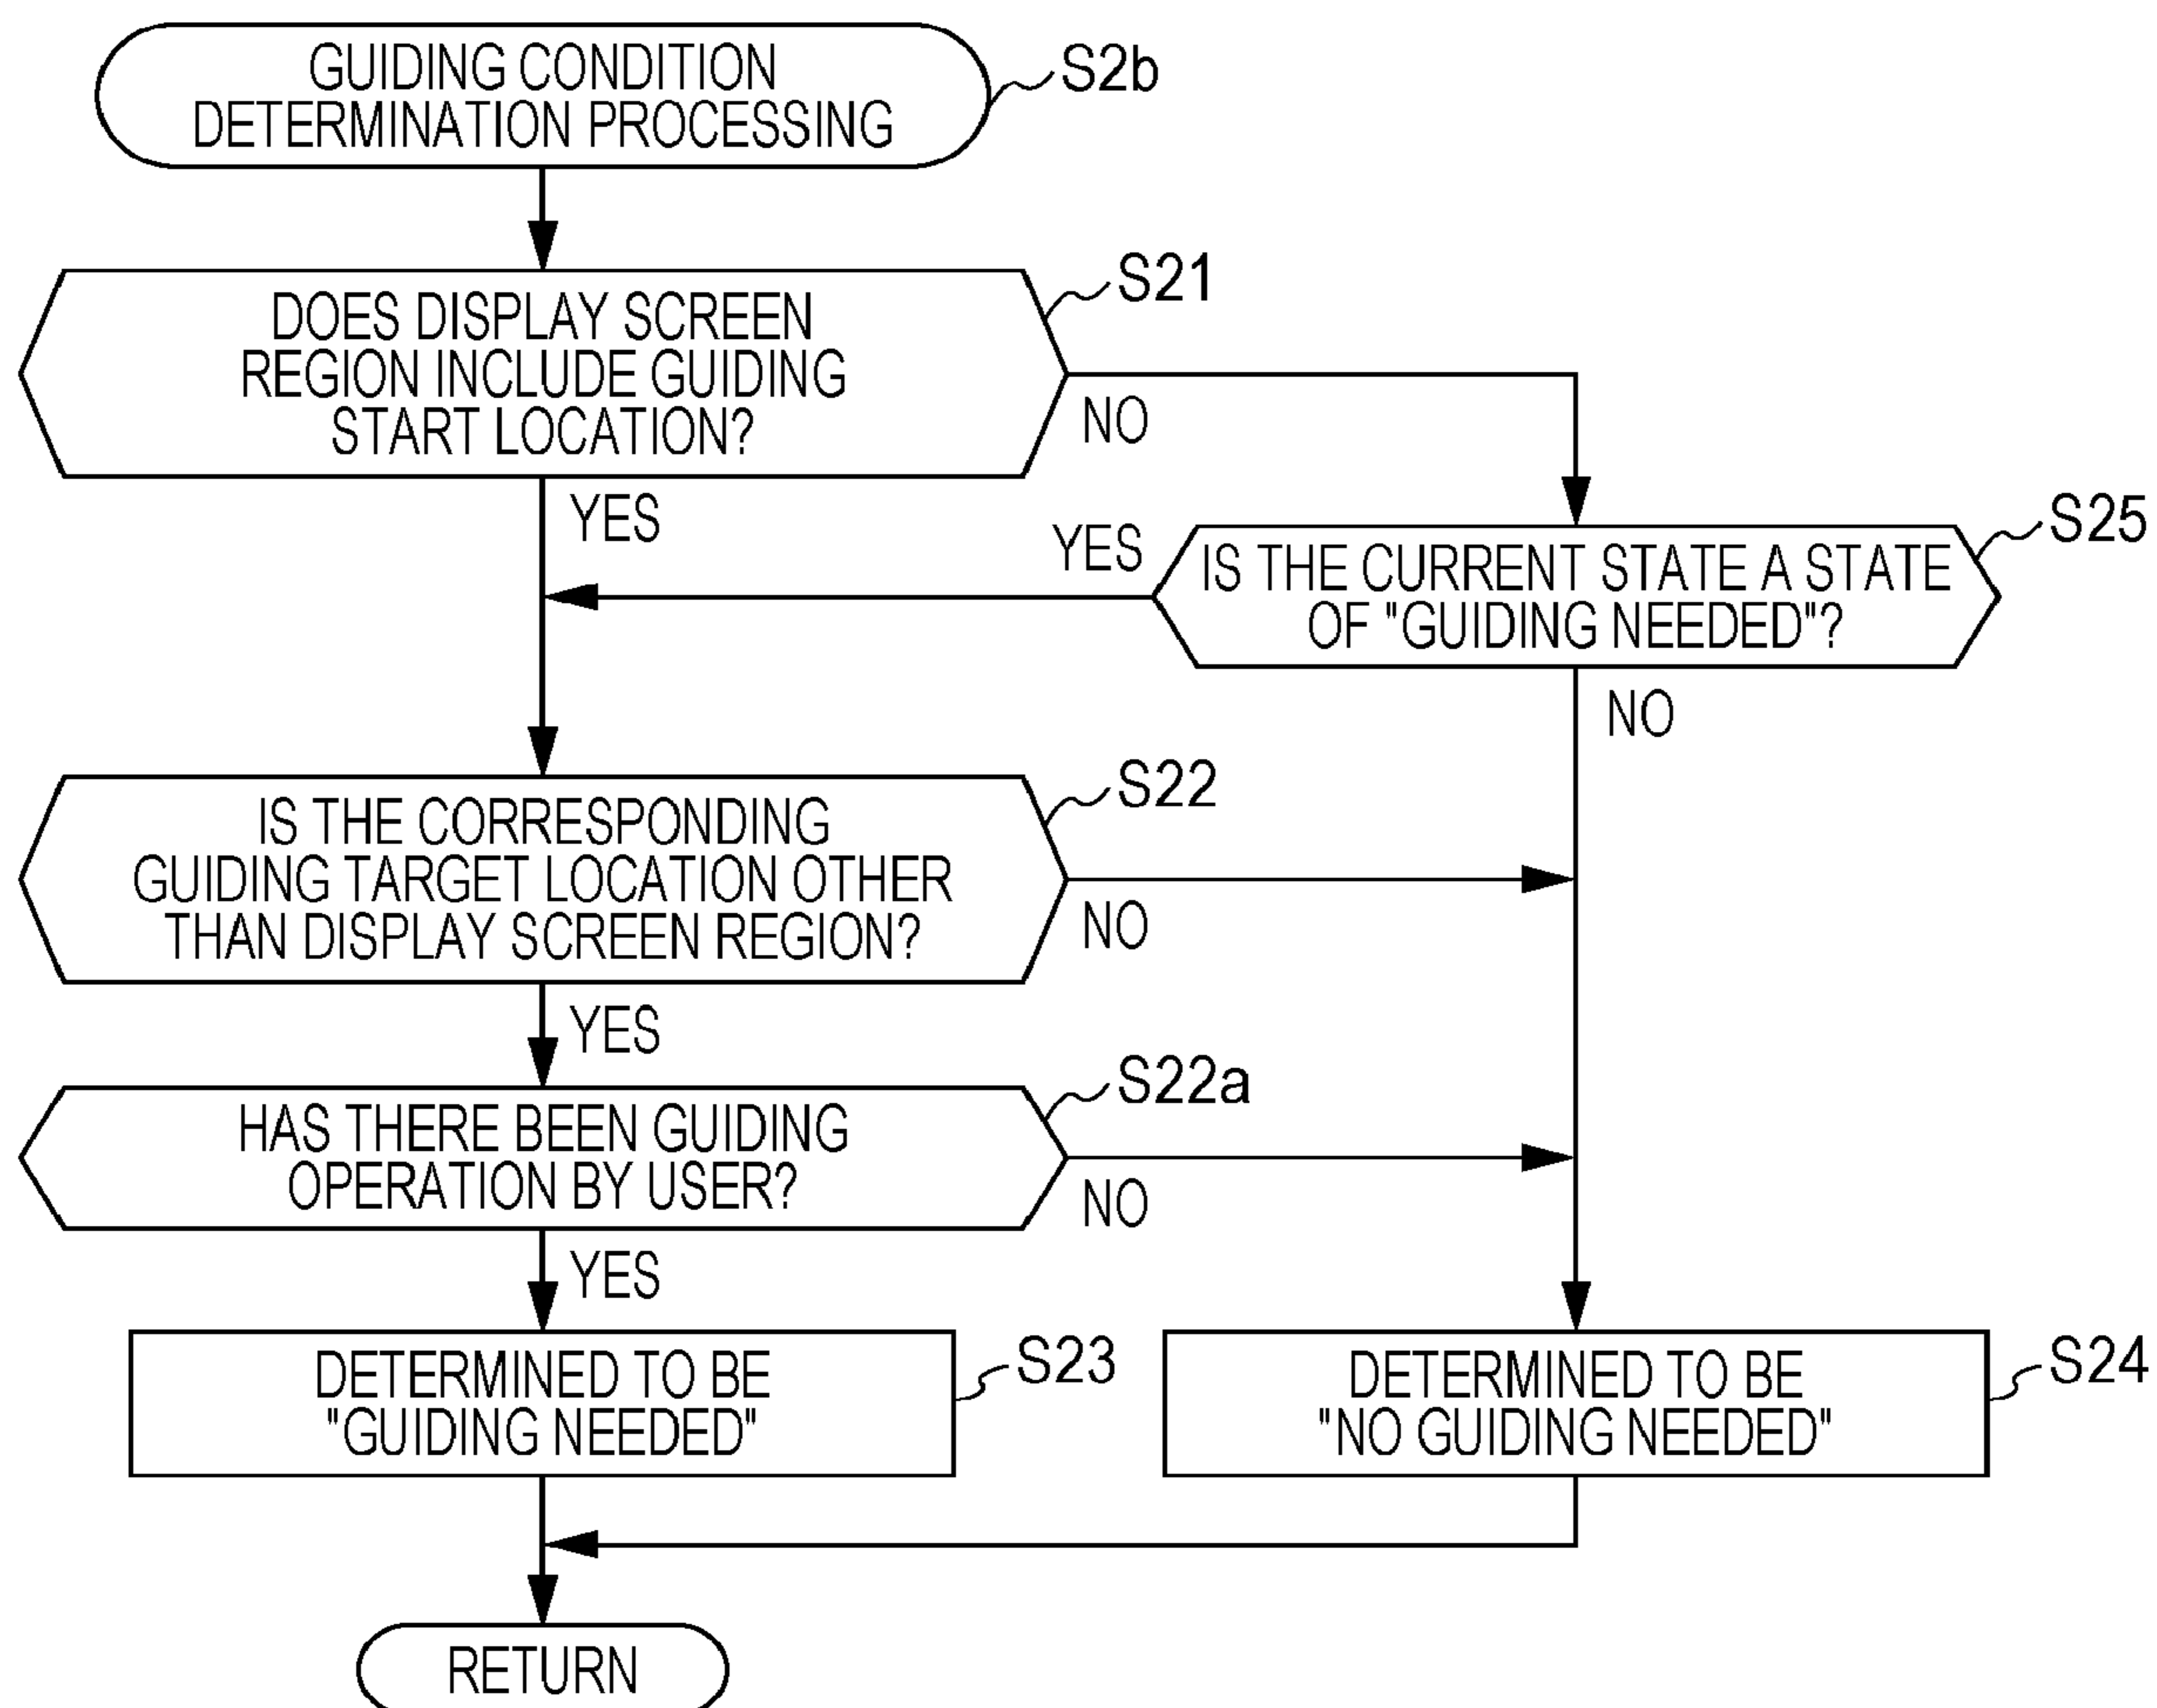 GUIDING CONDITION
DETERMINATION PROCESSING
S2b
DOES DISPLAY SCREEN
REGION INCLUDE GUIDING
START LOCATION?
S21
NO
YES
IS THE CURRENT STATE A STATE
OF "GUIDING NEEDED"?
S25
YES
NO
IS THE CORRESPONDING
GUIDING TARGET LOCATION OTHER
THAN DISPLAY SCREEN REGION?
S22
NO
YES
HAS THERE BEEN GUIDING
OPERATION BY USER?
S22a
NO
YES
DETERMINED TO BE
"GUIDING NEEDED"
S23
DETERMINED TO BE
"NO GUIDING NEEDED"
S24
RETURN